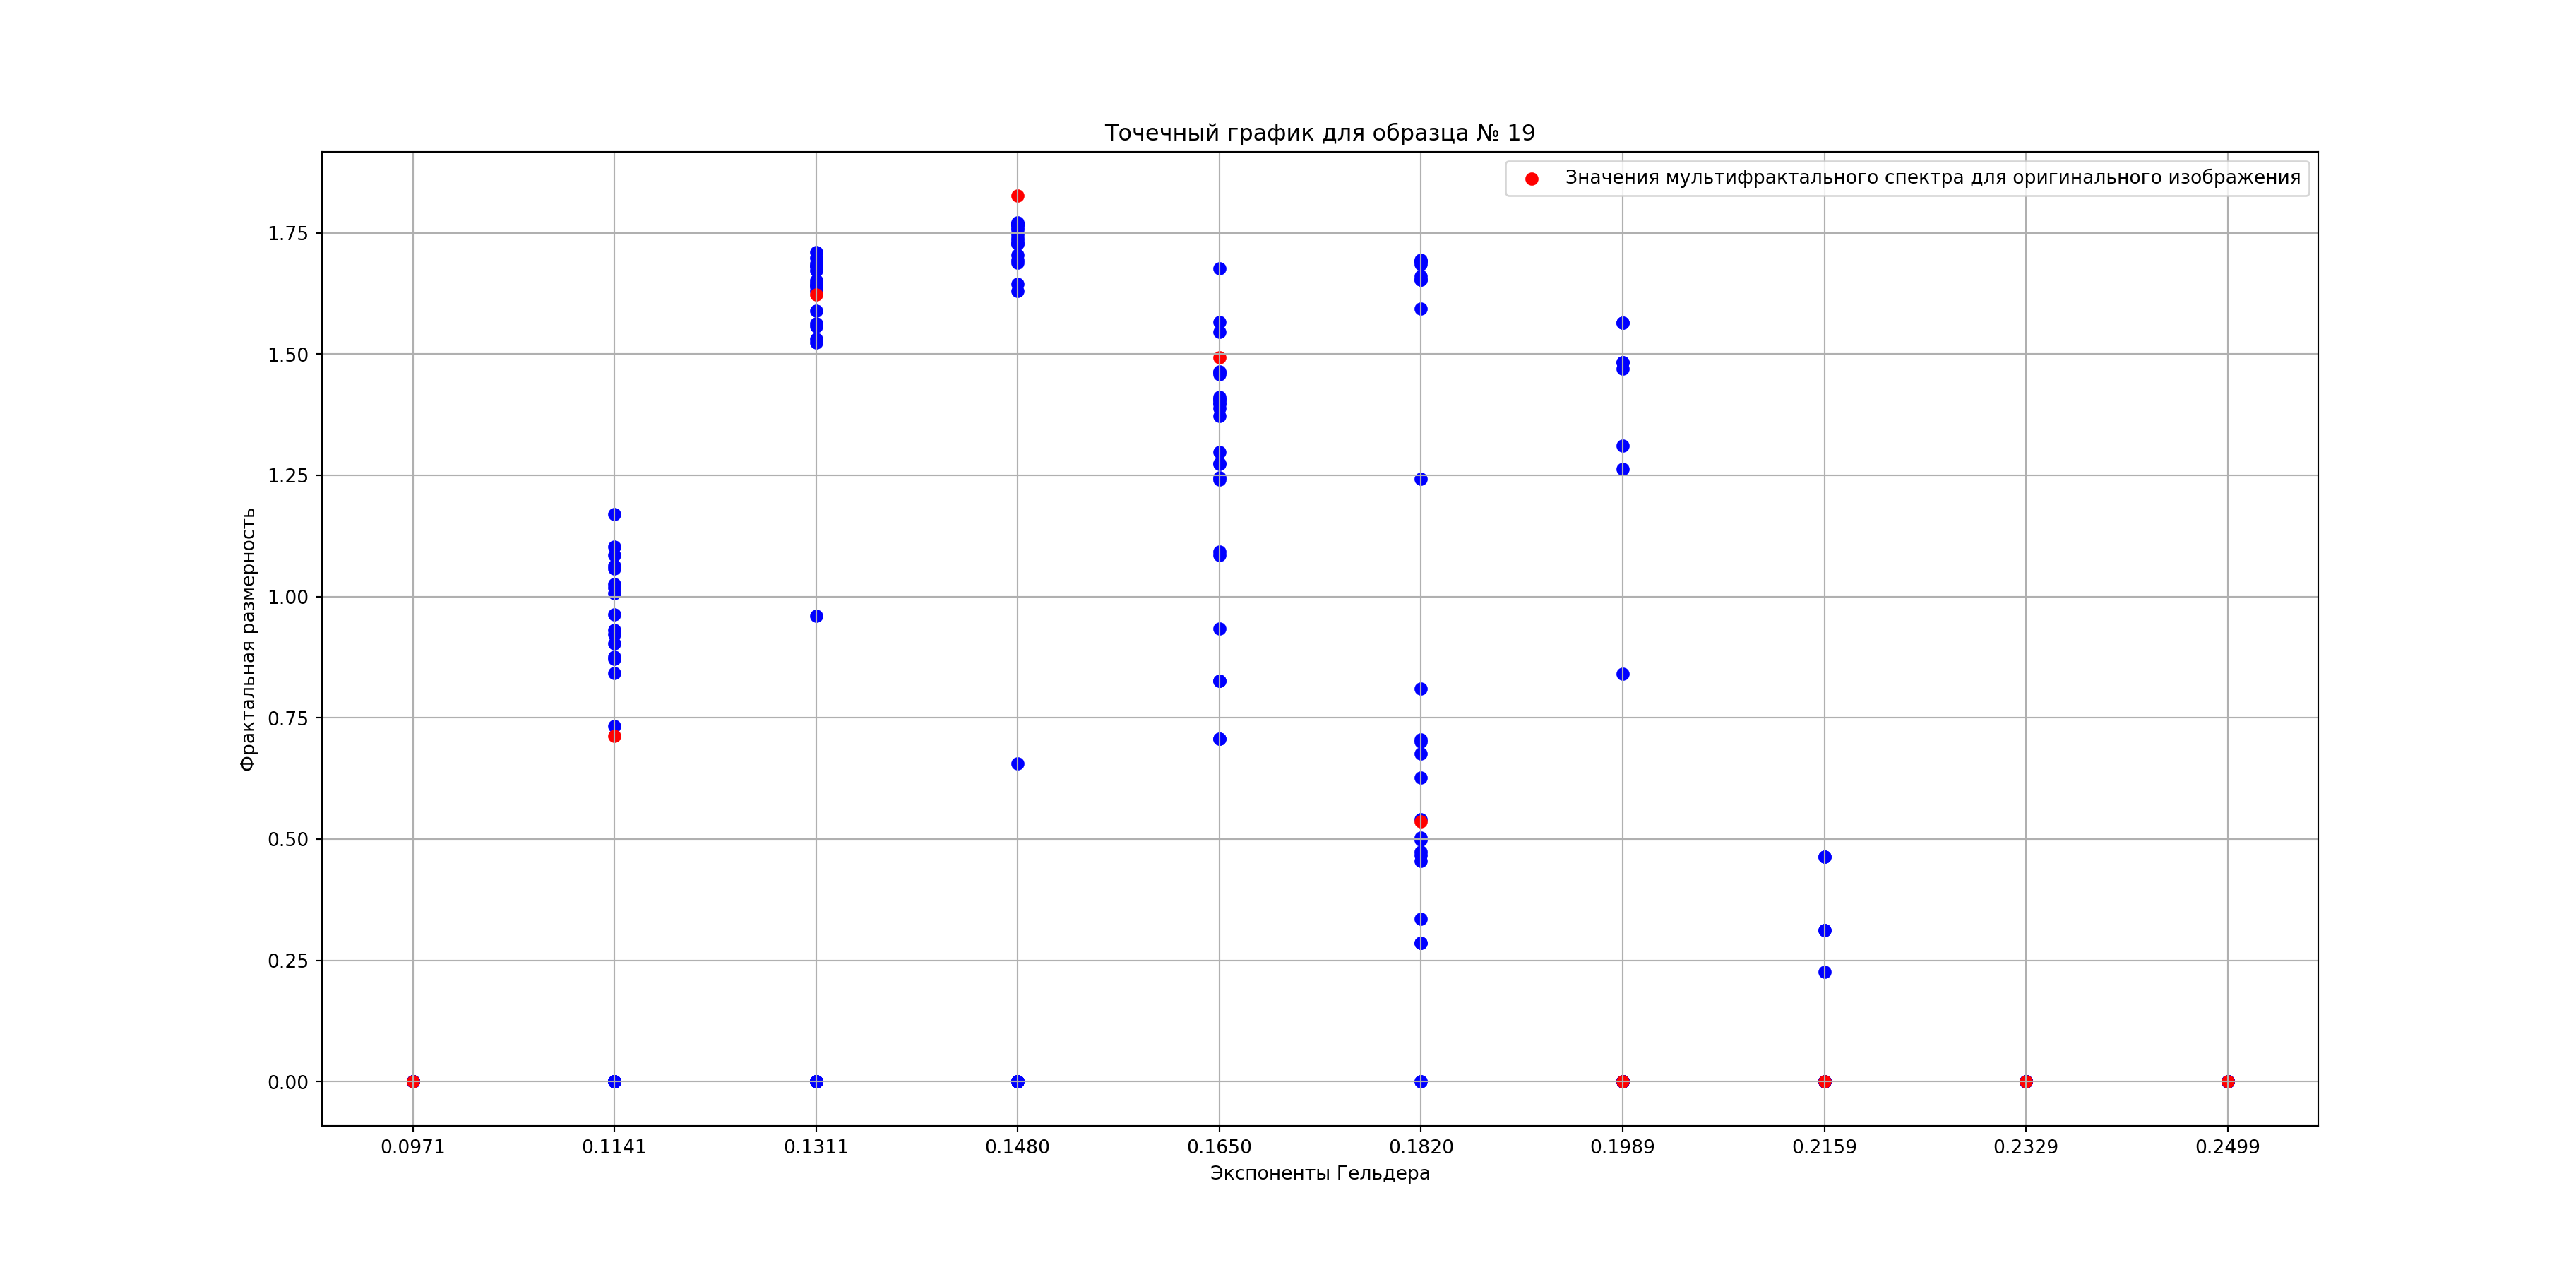 Точечный график для образца № 19
Значения мультифрактального спектра для оригинального изображения
Фрактальная размерность
1.75
1.50
1.25
1.00
0.75
0.50
0.25
0.00
0.0971 0.1141 0.1311 0.1480 0.1650 0.1820 0.1989 0.2159 0.2329 0.2499
Экспоненты Гельдера